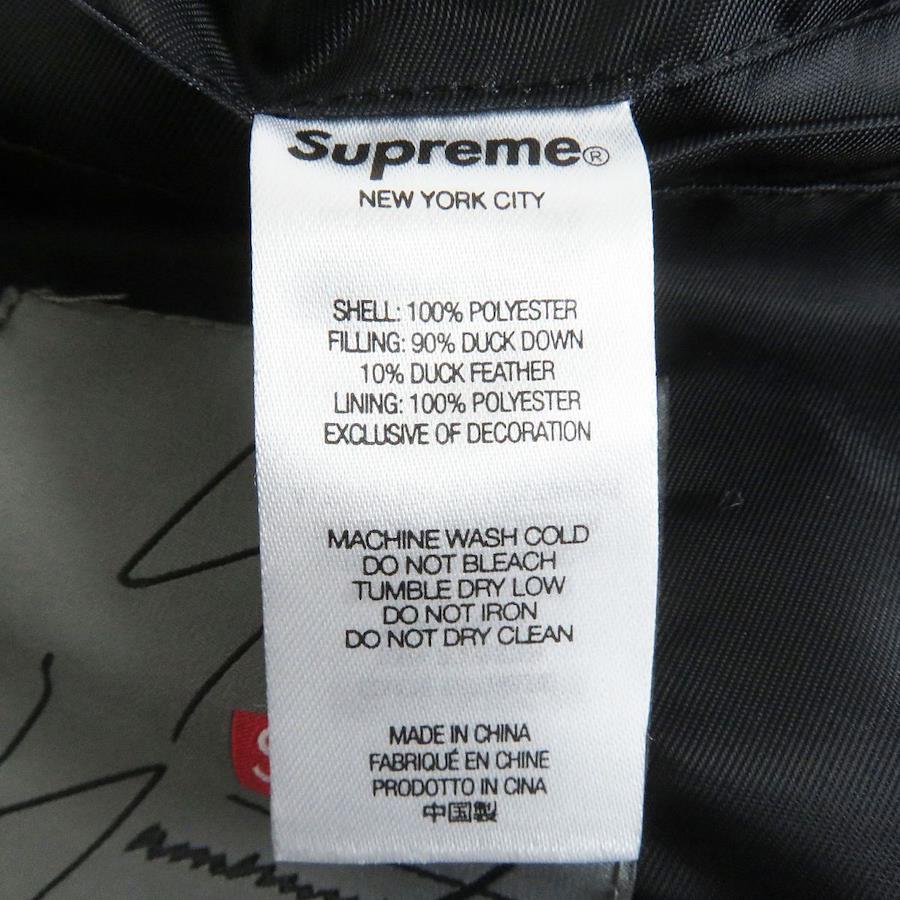 Supreme®
NEW YORK CITY
SHELL: 100% POLYESTER
FILLING: 90% DUCK DOWN
10% DUCK FEATHER
LINING: 100% POLYESTER
EXCLUSIVE OF DECORATION
MACHINE WASH COLD
DO NOT BLEACH
TUMBLE DRY LOW
DO NOT IRON
DO NOT DRY CLEAN
MADE IN CHINA
FABRIQUÉ EN CHINE
PRODOTTO IN CINA
中国製